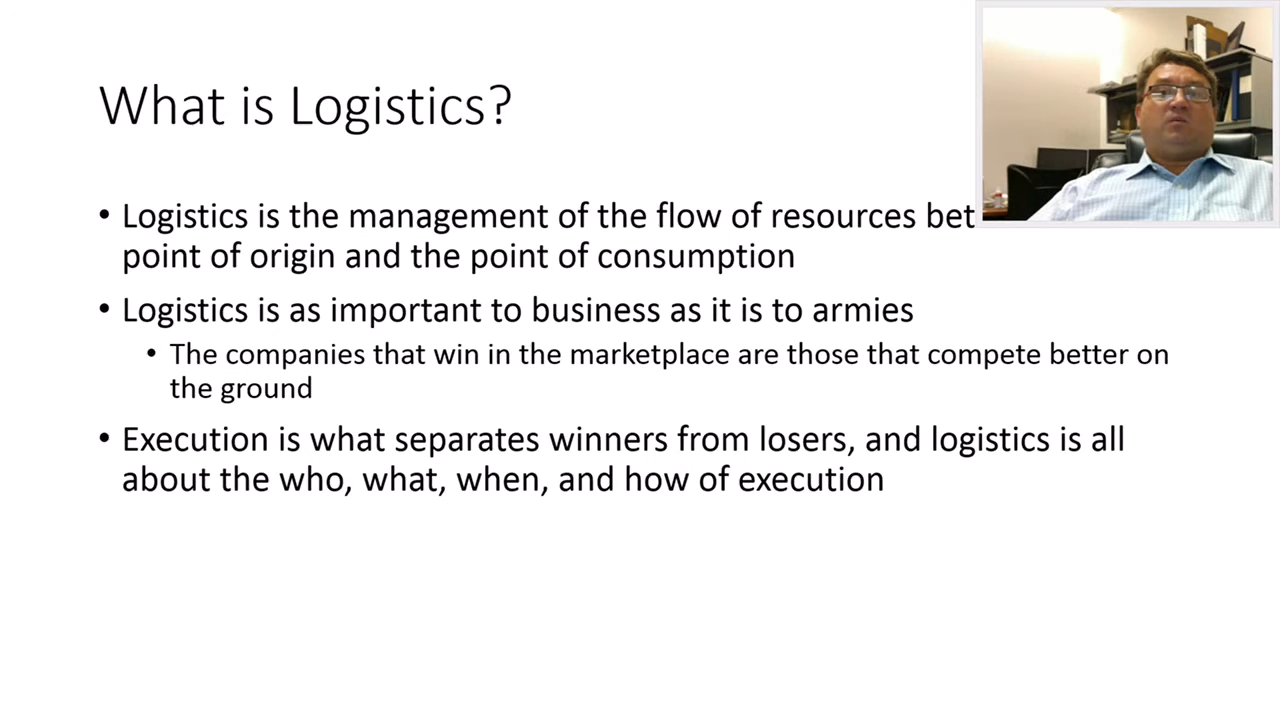 What is Logistics?
• Logistics is the management of the flow of resources bet
point of origin and the point of consumption
• Logistics is as important to business as it is to armies
• The companies that win in the marketplace are those that compete better on
the ground
• Execution is what separates winners from losers, and logistics is all
about the who, what, when, and how of execution